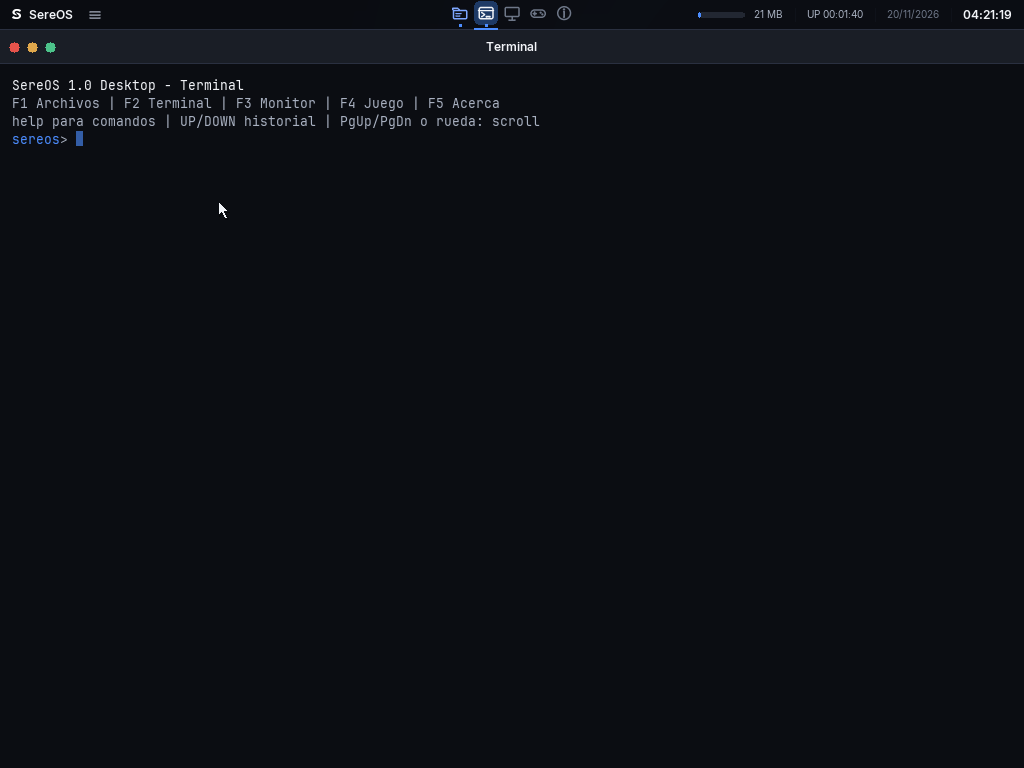 SereOS
21 MB
UP 00:01:40
20/11/2026
04:21:19
Terminal
SereOS 1.0 Desktop - Terminal
F1 Archivos | F2 Terminal | F3 Monitor | F4 Juego | F5 Acerca
help para comandos | UP/DOWN historial | PgUp/PgDn o rueda: scroll
sereos>